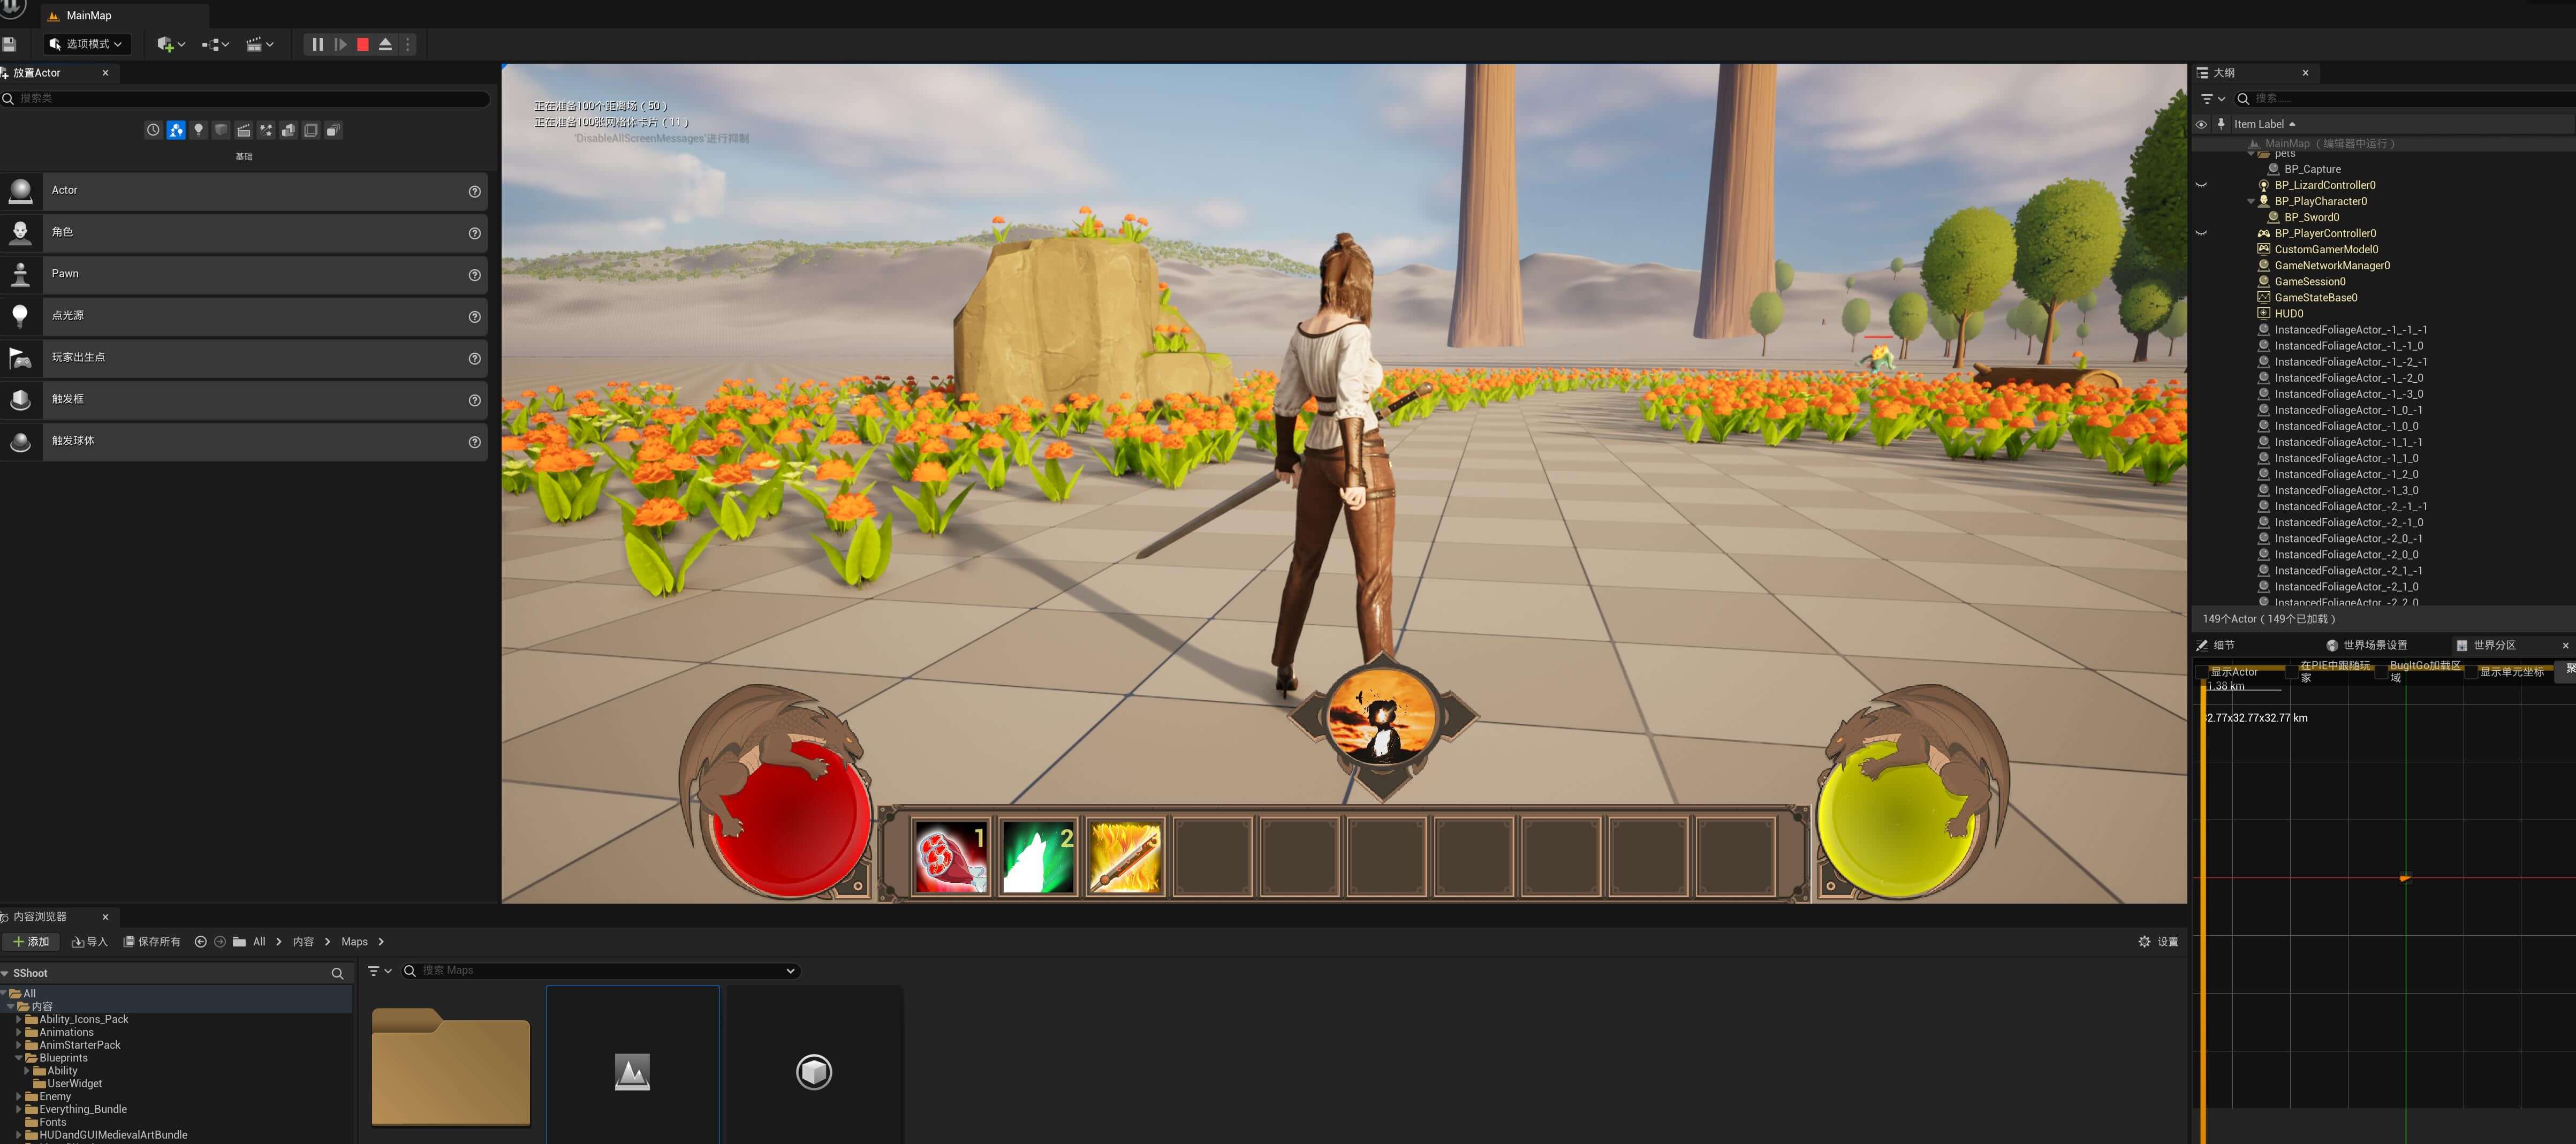 MainMap
选项模式
放置Actor
搜索类
基础
Actor
角色
Pawn
点光源
玩家出生点
触发框
触发球体
正在准备100个距离场（50）
正在准备100张网格体卡片（11）
'DisableAllScreenMessages'进行抑制
1
2
大纲
搜索......
Item Label
MainMap （编辑器中运行）
pets
BP_Capture
BP_LizardController0
BP_PlayCharacter0
BP_Sword0
BP_PlayerController0
CustomGamerModel0
GameNetworkManager0
GameSession0
GameStateBase0
HUD0
InstancedFoliageActor_-1_-1_-1
InstancedFoliageActor_-1_-1_0
InstancedFoliageActor_-1_-2_-1
InstancedFoliageActor_-1_-2_0
InstancedFoliageActor_-1_-3_0
InstancedFoliageActor_-1_0_-1
InstancedFoliageActor_-1_0_0
InstancedFoliageActor_-1_1_-1
InstancedFoliageActor_-1_1_0
InstancedFoliageActor_-1_2_0
InstancedFoliageActor_-1_3_0
InstancedFoliageActor_-2_-1_-1
InstancedFoliageActor_-2_-1_0
InstancedFoliageActor_-2_0_-1
InstancedFoliageActor_-2_0_0
InstancedFoliageActor_-2_1_-1
InstancedFoliageActor_-2_1_0
InstancedFoliageActor_-2_2_0
149个Actor（149个已加载）
细节
世界场景设置
世界分区
显示Actor
在PIE中跟随玩家
BugItGo加载区域
显示单元坐标
1.38 km
2.77x32.77x32.77 km
内容浏览器
添加 导入 保存所有 All 内容 Maps
设置
SShoot
搜索 Maps
All
内容
Ability_Icons_Pack
Animations
AnimStarterPack
Blueprints
Ability
UserWidget
Enemy
Everything_Bundle
Fonts
HUDandGUIMedievalArtBundle